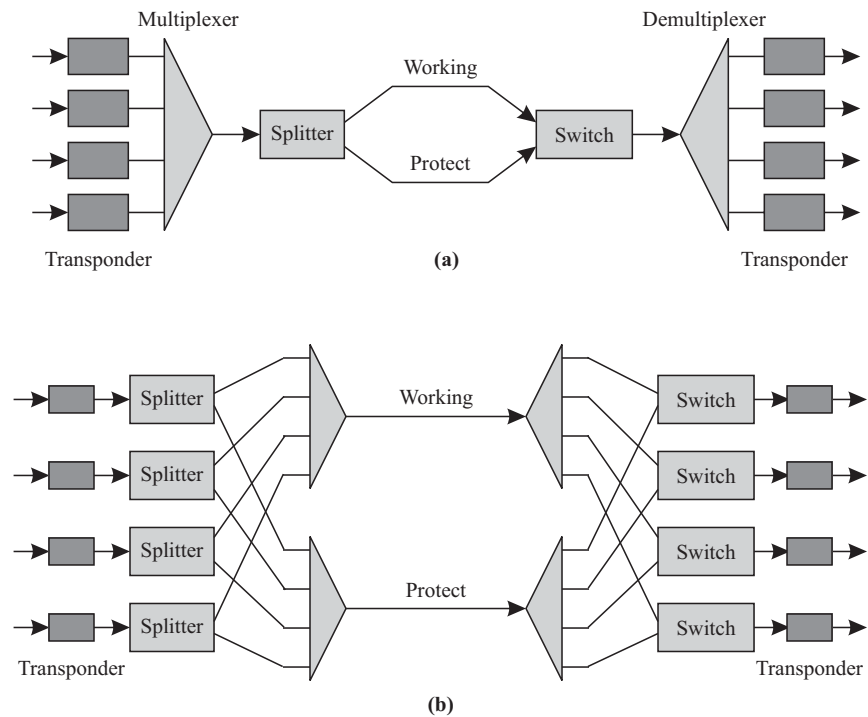 Multiplexer
Demultiplexer
Working
Splitter
Switch
Protect
Transponder
Transponder
(a)
Splitter
Working
Switch
Splitter
Switch
Splitter
Switch
Protect
Splitter
Switch
Transponder
Transponder
(b)